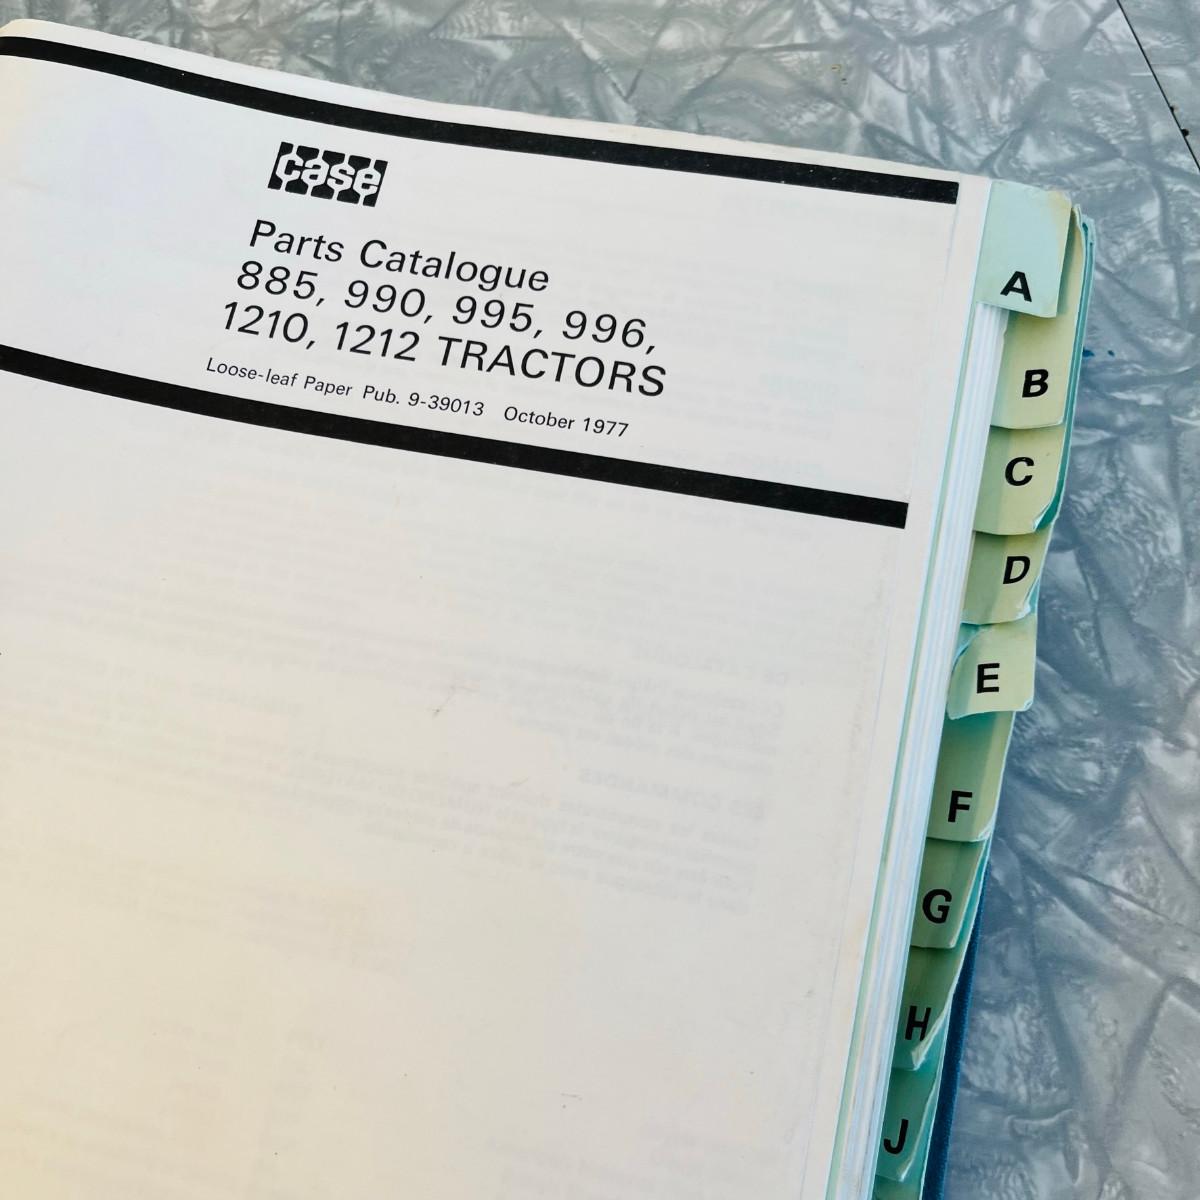 case
Parts Catalogue
885, 990, 995, 996,
1210, 1212 TRACTORS
Loose-leaf Paper Pub. 9-39013 October 1977
A
B
C
D
E
F
G
H
J